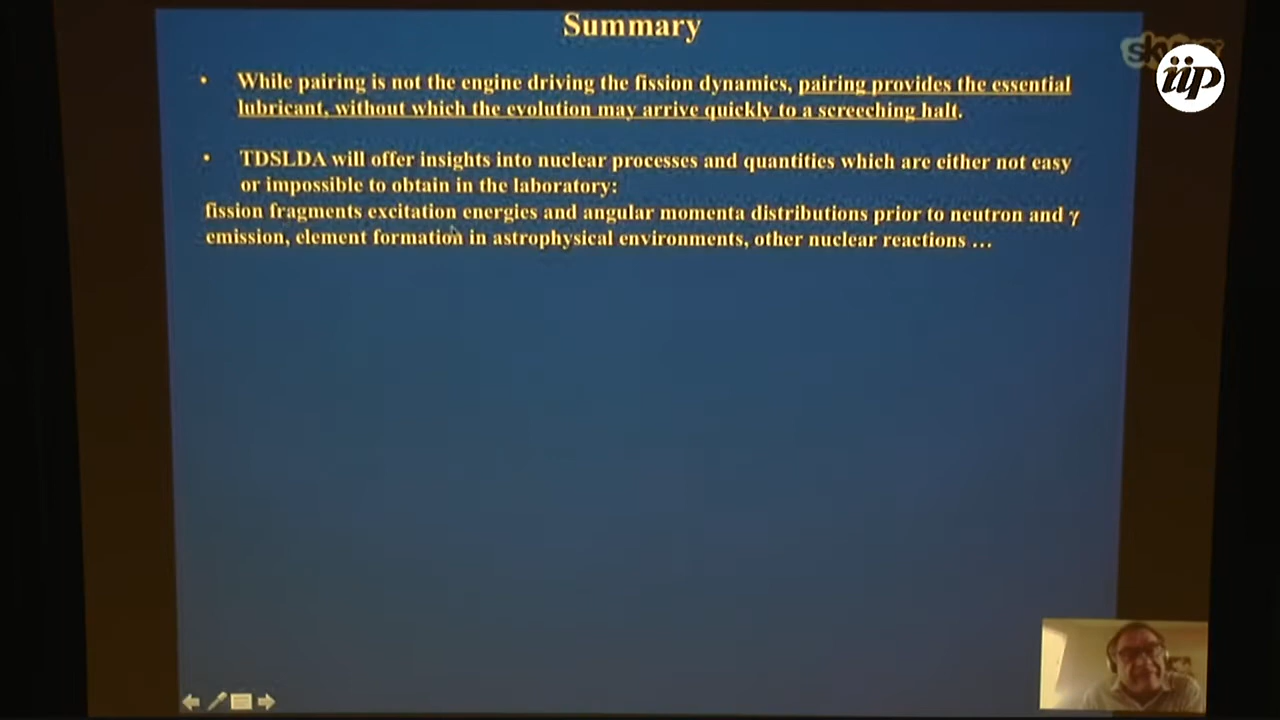 Summary
• While pairing is not the engine driving the fission dynamics, pairing provides the essential
lubricant, without which the evolution may arrive quickly to a screeching halt.
• TDSLDA will offer insights into nuclear processes and quantities which are either not easy
or impossible to obtain in the laboratory:
fission fragments excitation energies and angular momenta distributions prior to neutron and γ
emission, element formation in astrophysical environments, other nuclear reactions …
iip